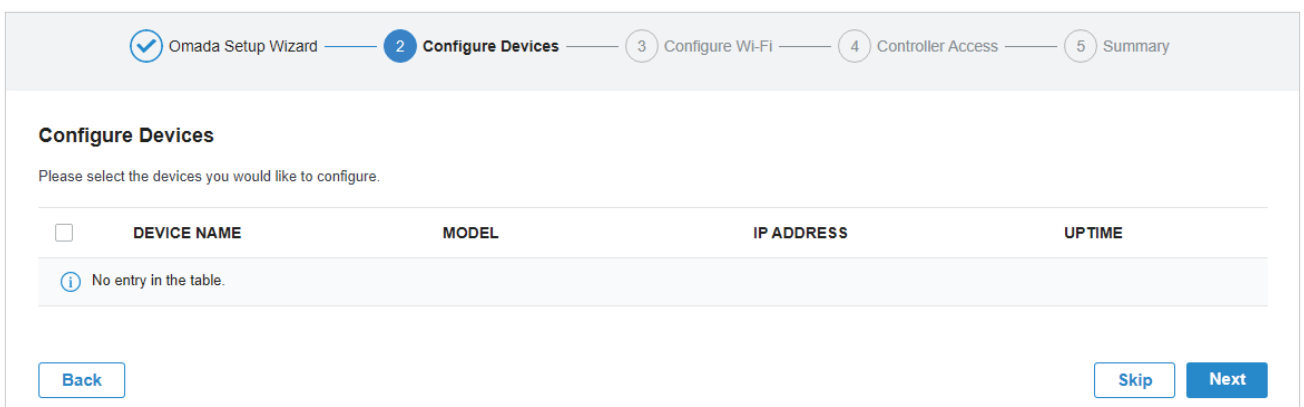 Omada Setup Wizard 2 Configure Devices 3 Configure Wi-Fi 4 Controller Access 5 Summary
Configure Devices
Please select the devices you would like to configure.
DEVICE NAME MODEL IP ADDRESS UPTIME
No entry in the table.
Back Skip Next